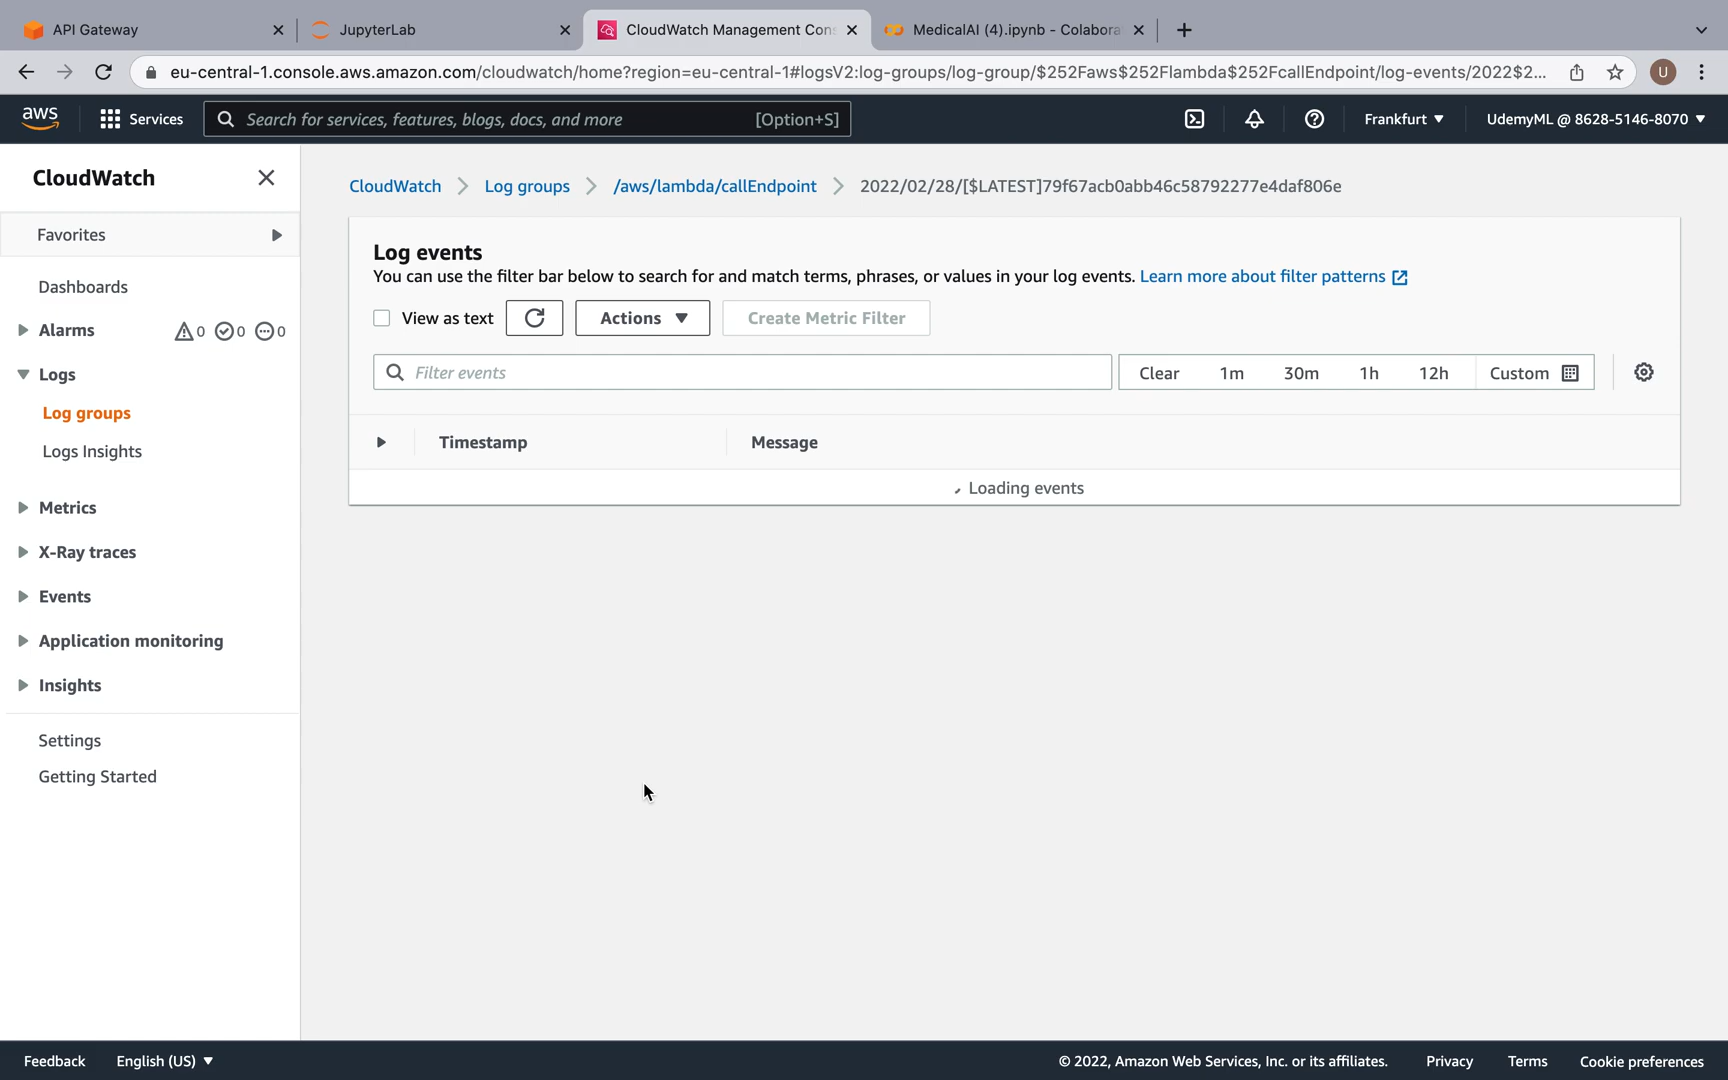 API Gateway
JupyterLab
CloudWatch Management Cons
MedicalAI (4).ipynb - Colabora
eu-central-1.console.aws.amazon.com/cloudwatch/home?region=eu-central-1#logsV2:log-groups/log-group/$252Faws$252Flambda$252FcallEndpoint/log-events/2022$2...
U
aws
Services
Search for services, features, blogs, docs, and more
[Option+S]
Frankfurt
UdemyML @ 8628-5146-8070
CloudWatch
Favorites
Dashboards
Alarms
0
0
0
Logs
Log groups
Logs Insights
Metrics
X-Ray traces
Events
Application monitoring
Insights
Settings
Getting Started
CloudWatch
Log groups
/aws/lambda/callEndpoint
2022/02/28/[$LATEST]79f67acb0abb46c58792277e4daf806e
Log events
You can use the filter bar below to search for and match terms, phrases, or values in your log events. Learn more about filter patterns
View as text
Actions
Create Metric Filter
Filter events
Clear
1m
30m
1h
12h
Custom
Timestamp
Message
Loading events
Feedback
English (US)
© 2022, Amazon Web Services, Inc. or its affiliates.
Privacy
Terms
Cookie preferences